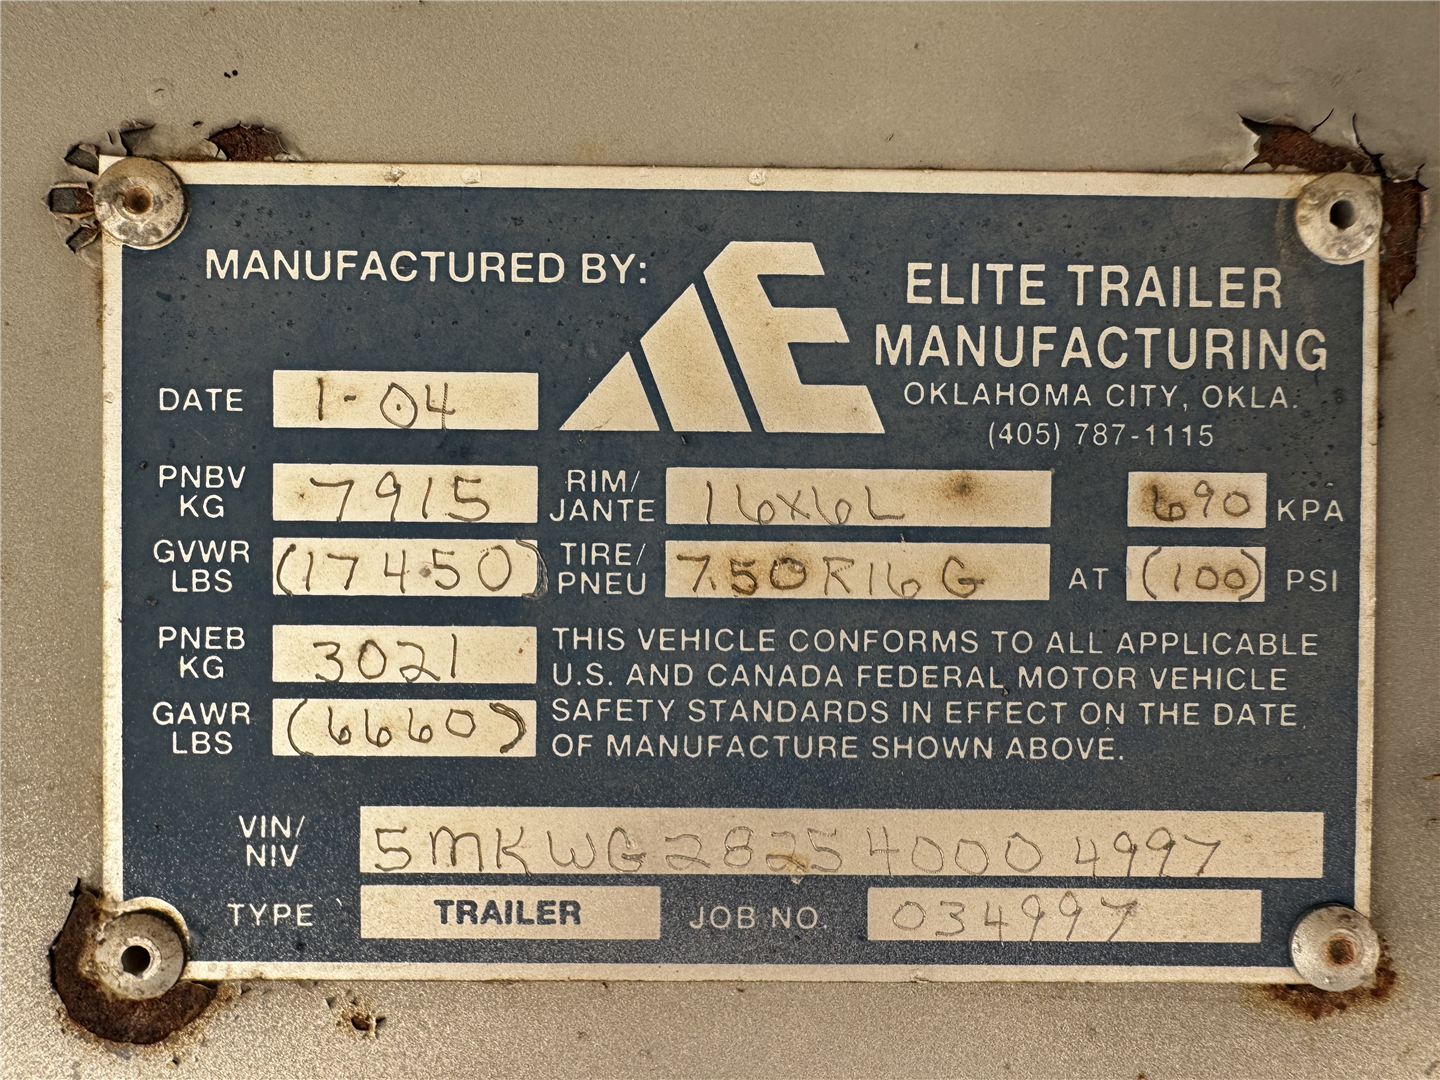 MANUFACTURED BY:
ELITE TRAILER
MANUFACTURING
OKLAHOMA CITY, OKLA.
(405) 787-1115
DATE 1-04
PNBV KG 7915 RIM/ JANTE 16X6L 690 KPA
GVWR LBS (17450) TIRE/ PNEU 7.50R16 G AT (100) PSI
PNEB KG 3021
GAWR LBS (6660)
THIS VEHICLE CONFORMS TO ALL APPLICABLE
U.S. AND CANADA FEDERAL MOTOR VEHICLE
SAFETY STANDARDS IN EFFECT ON THE DATE
OF MANUFACTURE SHOWN ABOVE.
VIN/ NIV 5MKWG282540004997
TYPE TRAILER JOB NO. 034997